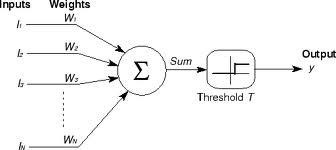 Inputs Weights
I₁ W₁
I₂ W₂
I₃ W₃
Iₙ Wₙ
Σ
Sum
Threshold T
Output
y